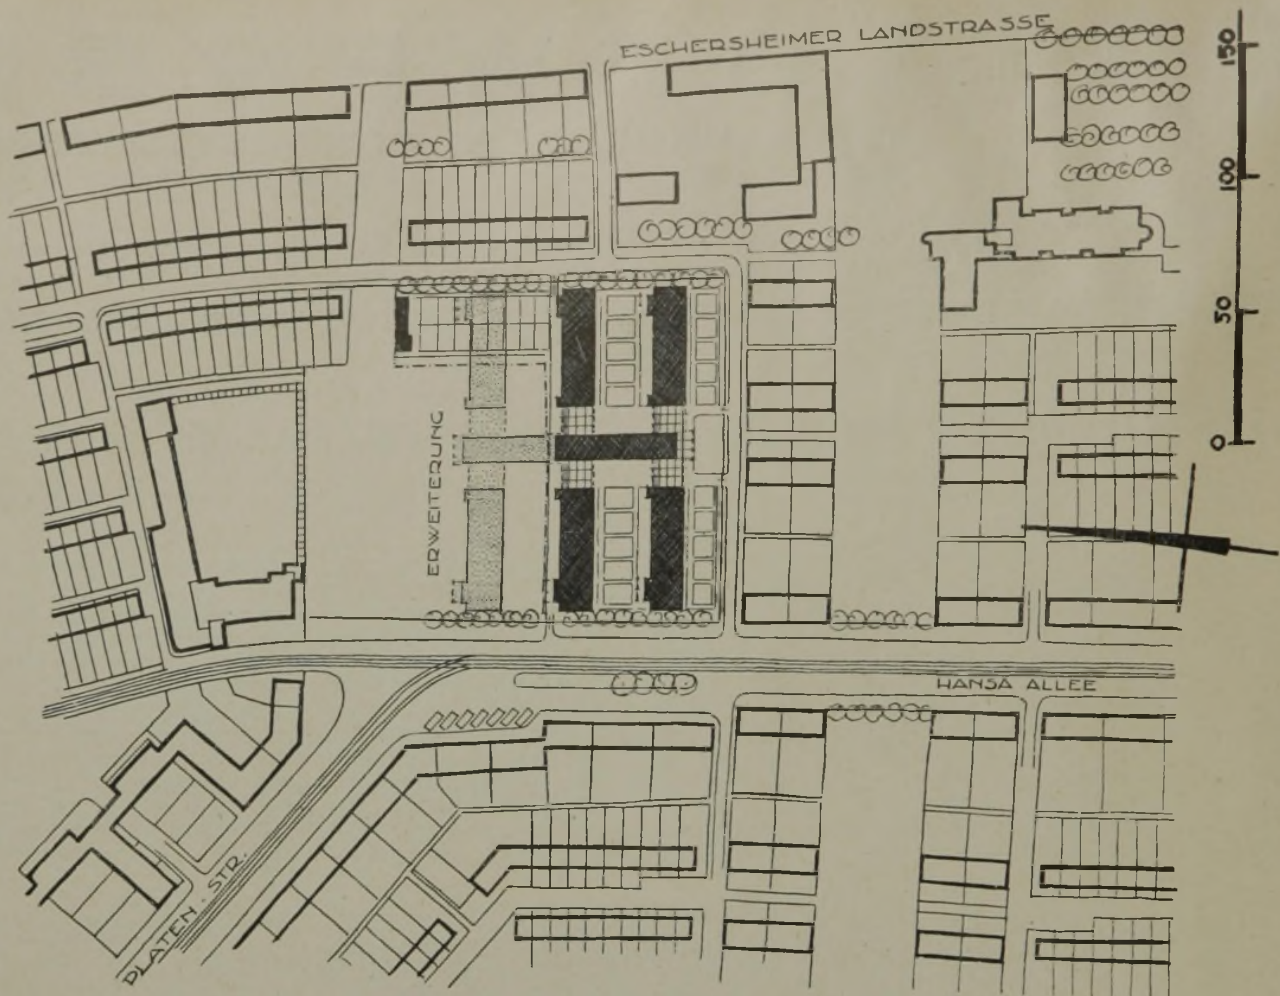 ESCHERSHEIMER LANDSTRASSE
150
100
50
0
ERWEITERUNG
HANSA ALLEE
PLATEN STR.